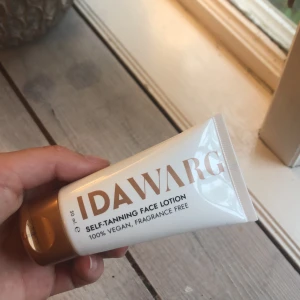 IDA WARG
SELF-TANNING FACE LOTION
100% VEGAN, FRAGRANCE FREE